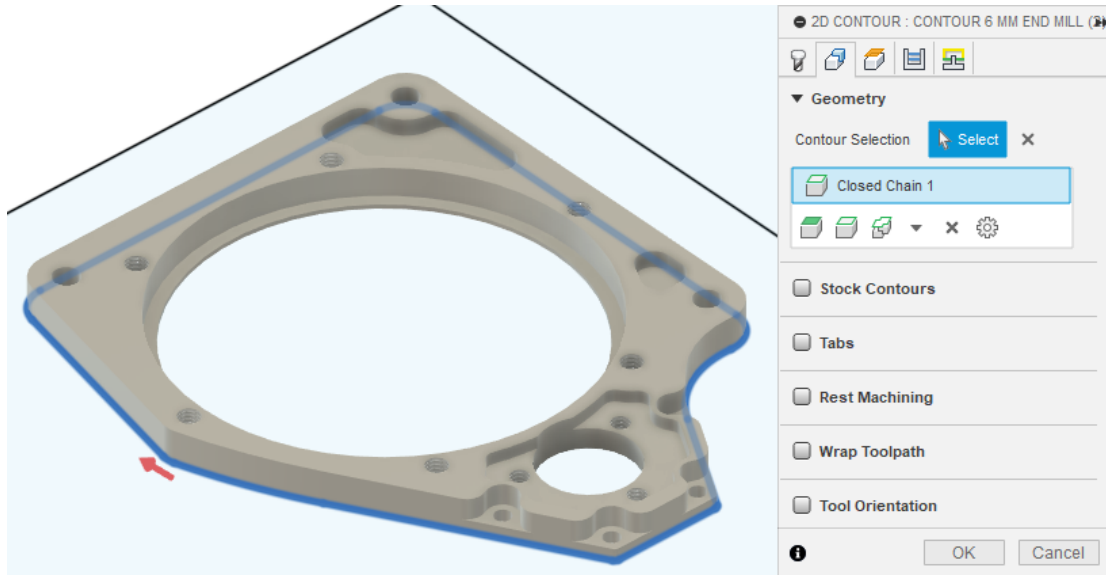 2D CONTOUR : CONTOUR 6 MM END MILL (2)
Geometry
Contour Selection Select
Closed Chain 1
Stock Contours
Tabs
Rest Machining
Wrap Toolpath
Tool Orientation
OK Cancel